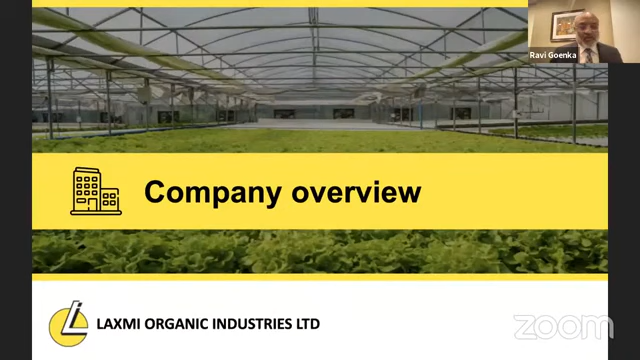 Ravi Goenka
Company overview
LAXMI ORGANIC INDUSTRIES LTD
zoom